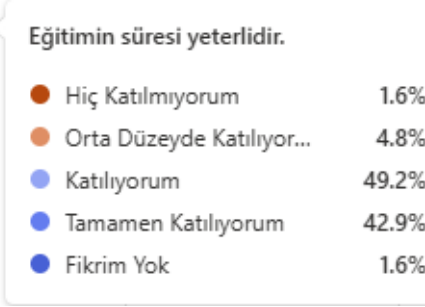 Eğitimin süresi yeterlidir.
Hiç Katılmıyorum 1.6%
Orta Düzeyde Katılıyor... 4.8%
Katılıyorum 49.2%
Tamamen Katılıyorum 42.9%
Fikrim Yok 1.6%